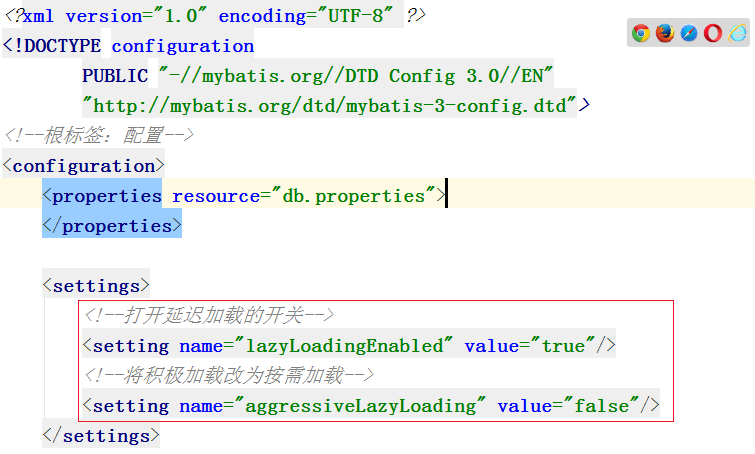 <?xml version="1.0" encoding="UTF-8" ?>
<!DOCTYPE configuration
PUBLIC "-//mybatis.org//DTD Config 3.0//EN"
"http://mybatis.org/dtd/mybatis-3-config.dtd">
<!--根标签：配置-->
<configuration>
<properties resource="db.properties">
</properties>
<settings>
<!--打开延迟加载的开关-->
<setting name="lazyLoadingEnabled" value="true"/>
<!--将积极加载改为按需加载-->
<setting name="aggressiveLazyLoading" value="false"/>
</settings>